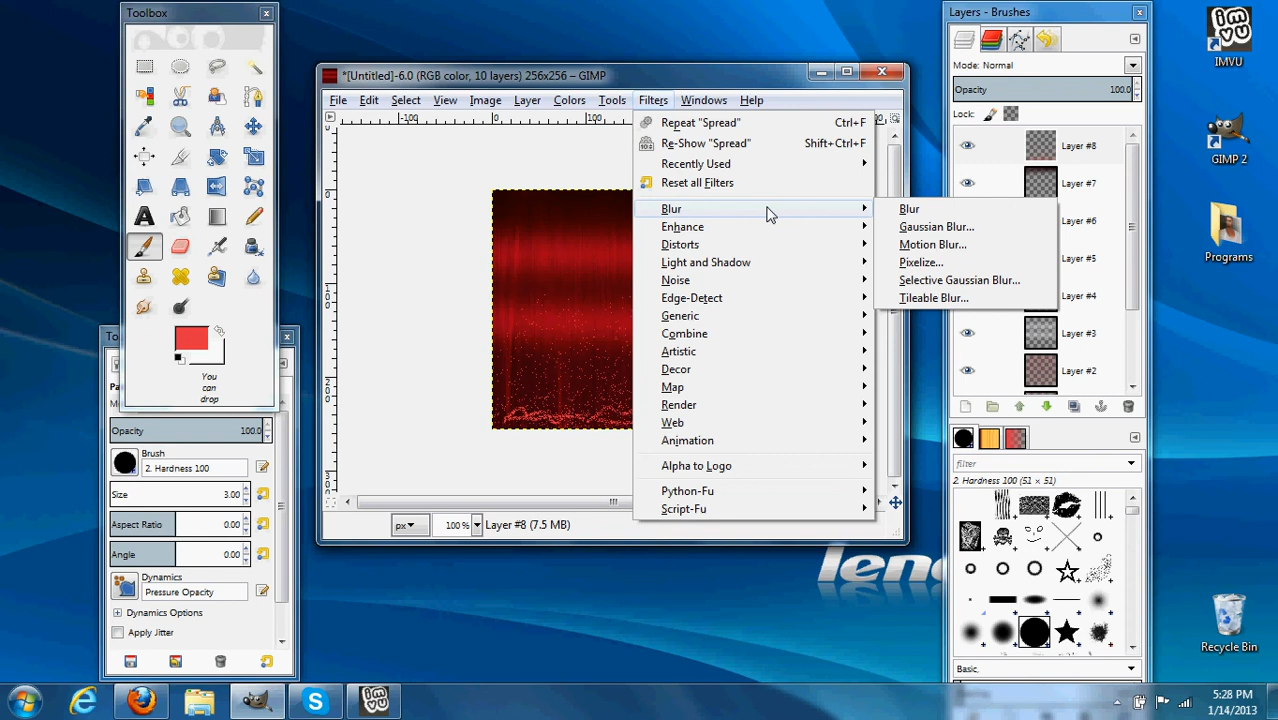 Toolbox
You
can
drop
Opacity 100.0
Brush
2. Hardness 100
Size 3.00
Aspect Ratio 0.00
Angle 0.00
Dynamics
Pressure Opacity
Dynamics Options
Apply Jitter
*[Untitled]-6.0 (RGB color, 10 layers) 256x256 – GIMP
File Edit Select View Image Layer Colors Tools Filters Windows Help
-100 0 100
Repeat "Spread" Ctrl+F
Re-Show "Spread" Shift+Ctrl+F
Recently Used
Reset all Filters
Blur
Enhance
Distorts
Light and Shadow
Noise
Edge-Detect
Generic
Combine
Artistic
Decor
Map
Render
Web
Animation
Alpha to Logo
Python-Fu
Script-Fu
Blur
Gaussian Blur...
Motion Blur...
Pixelize...
Selective Gaussian Blur...
Tileable Blur...
px 100 % Layer #8 (7.5 MB)
Layers - Brushes
Mode: Normal
Opacity 100.0
Lock:
Layer #8
Layer #7
Layer #6
Layer #5
Layer #4
Layer #3
Layer #2
filter
2. Hardness 100 (51 × 51)
Basic,
IMVU
GIMP 2
Programs
Recycle Bin
5:28 PM
1/14/2013